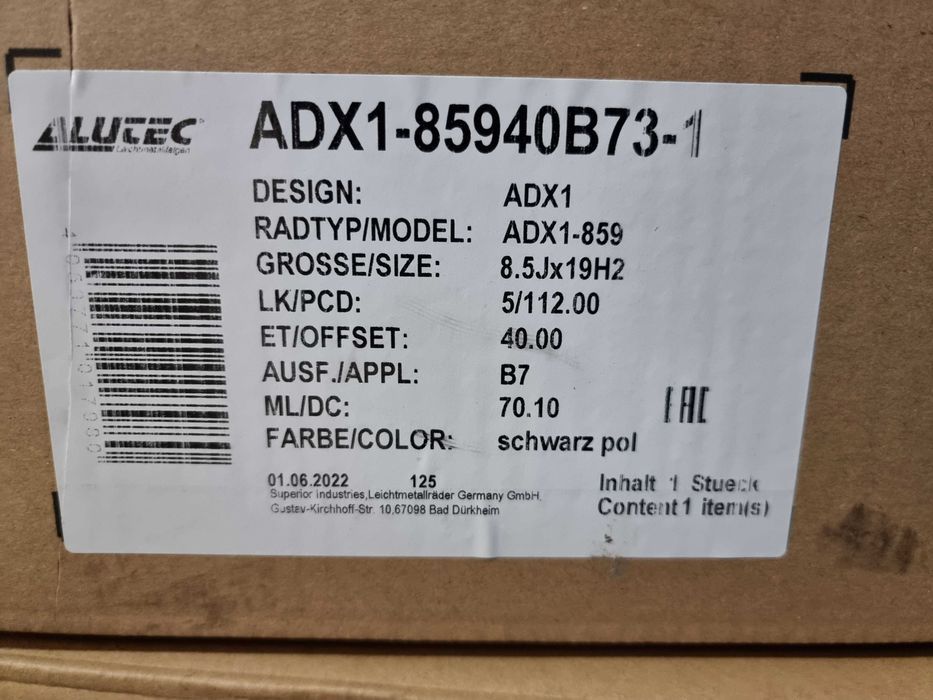 ALUTEC
Leichtmetallfelgen
ADX1-85940B73-1
DESIGN: ADX1
RADTYP/MODEL: ADX1-859
GROSSE/SIZE: 8.5Jx19H2
LK/PCD: 5/112.00
ET/OFFSET: 40.00
AUSF./APPL: B7
ML/DC: 70.10
EAC
FARBE/COLOR: schwarz pol
01.06.2022 125
Superior Industries,Leichtmetallräder Germany GmbH,
Gustav-Kirchhoff-Str. 10,67098 Bad Dürkheim
Inhalt 1 Stueck
Content 1 item(s)